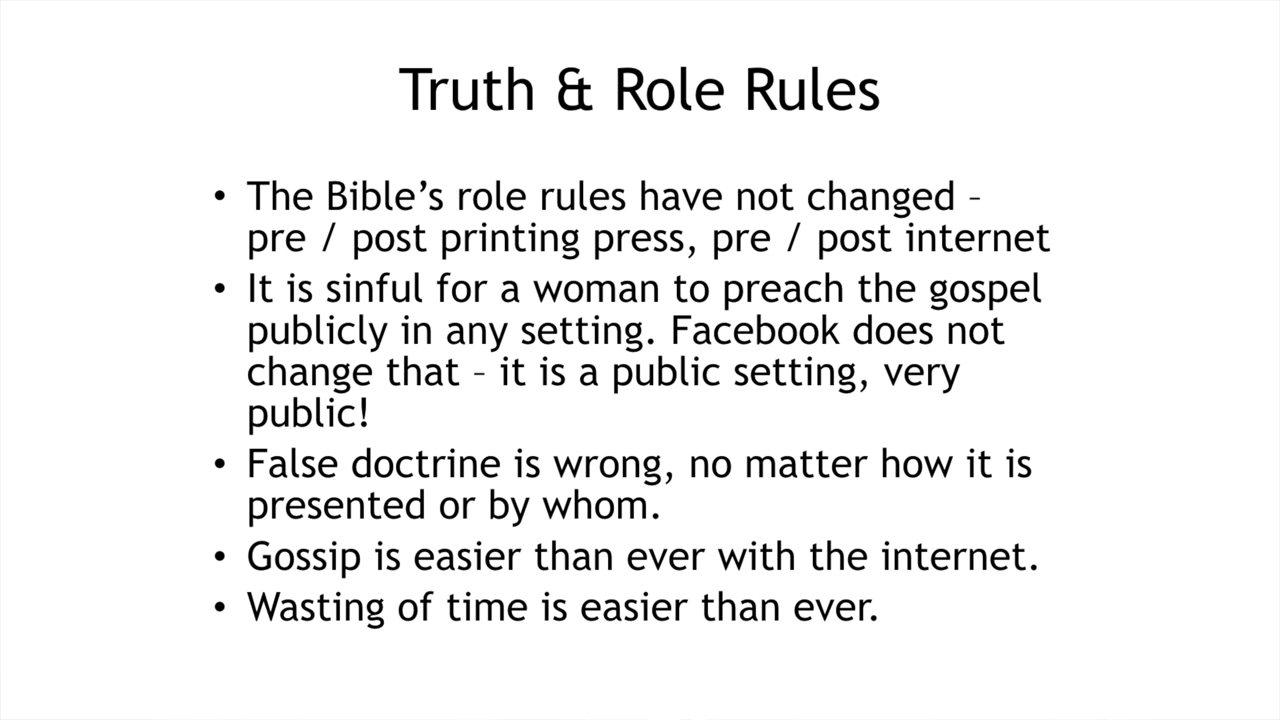 Truth & Role Rules
• The Bible’s role rules have not changed –
pre / post printing press, pre / post internet
• It is sinful for a woman to preach the gospel
publicly in any setting. Facebook does not
change that – it is a public setting, very
public!
• False doctrine is wrong, no matter how it is
presented or by whom.
• Gossip is easier than ever with the internet.
• Wasting of time is easier than ever.